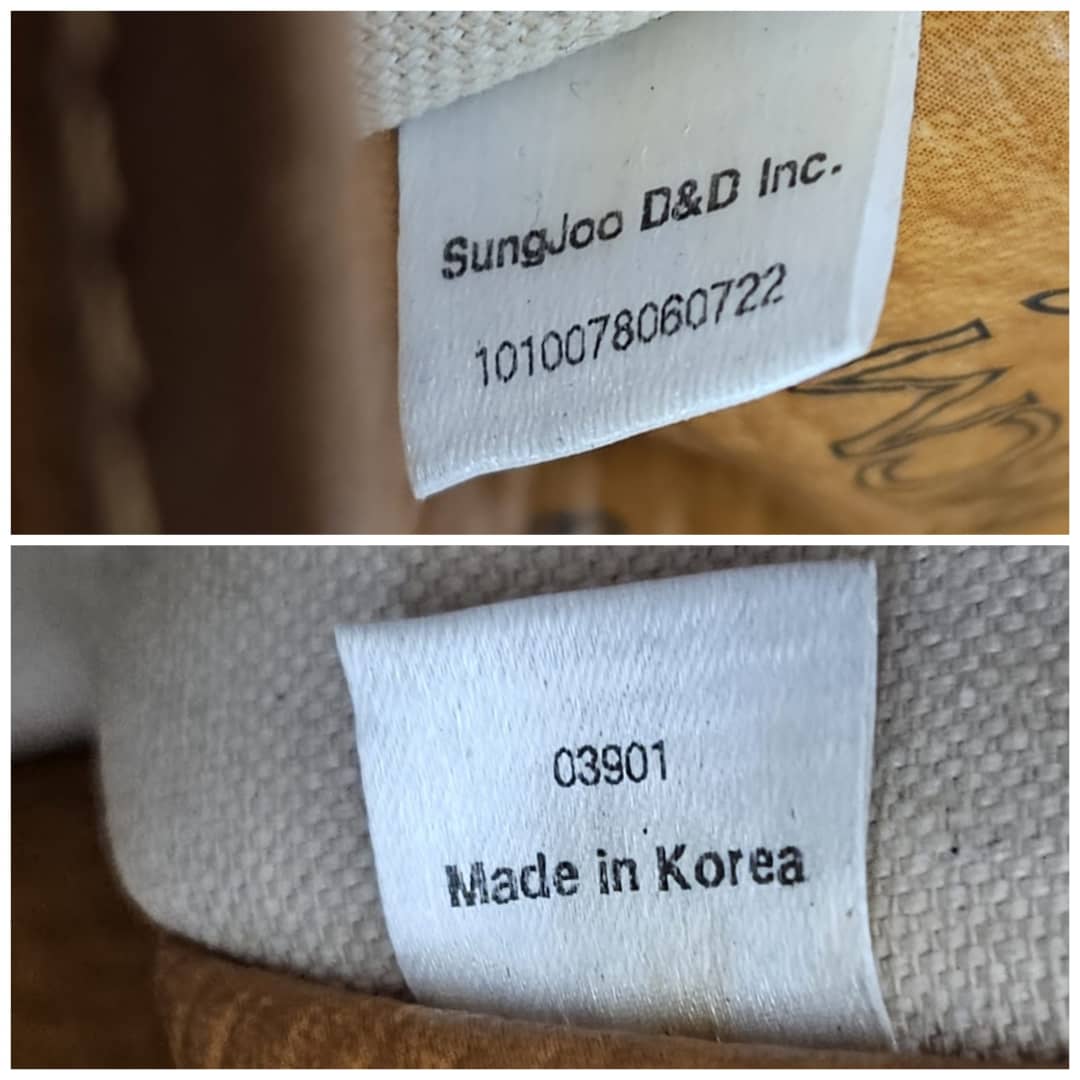 SungJoo D&D Inc.
1010078060722
03901
Made in Korea